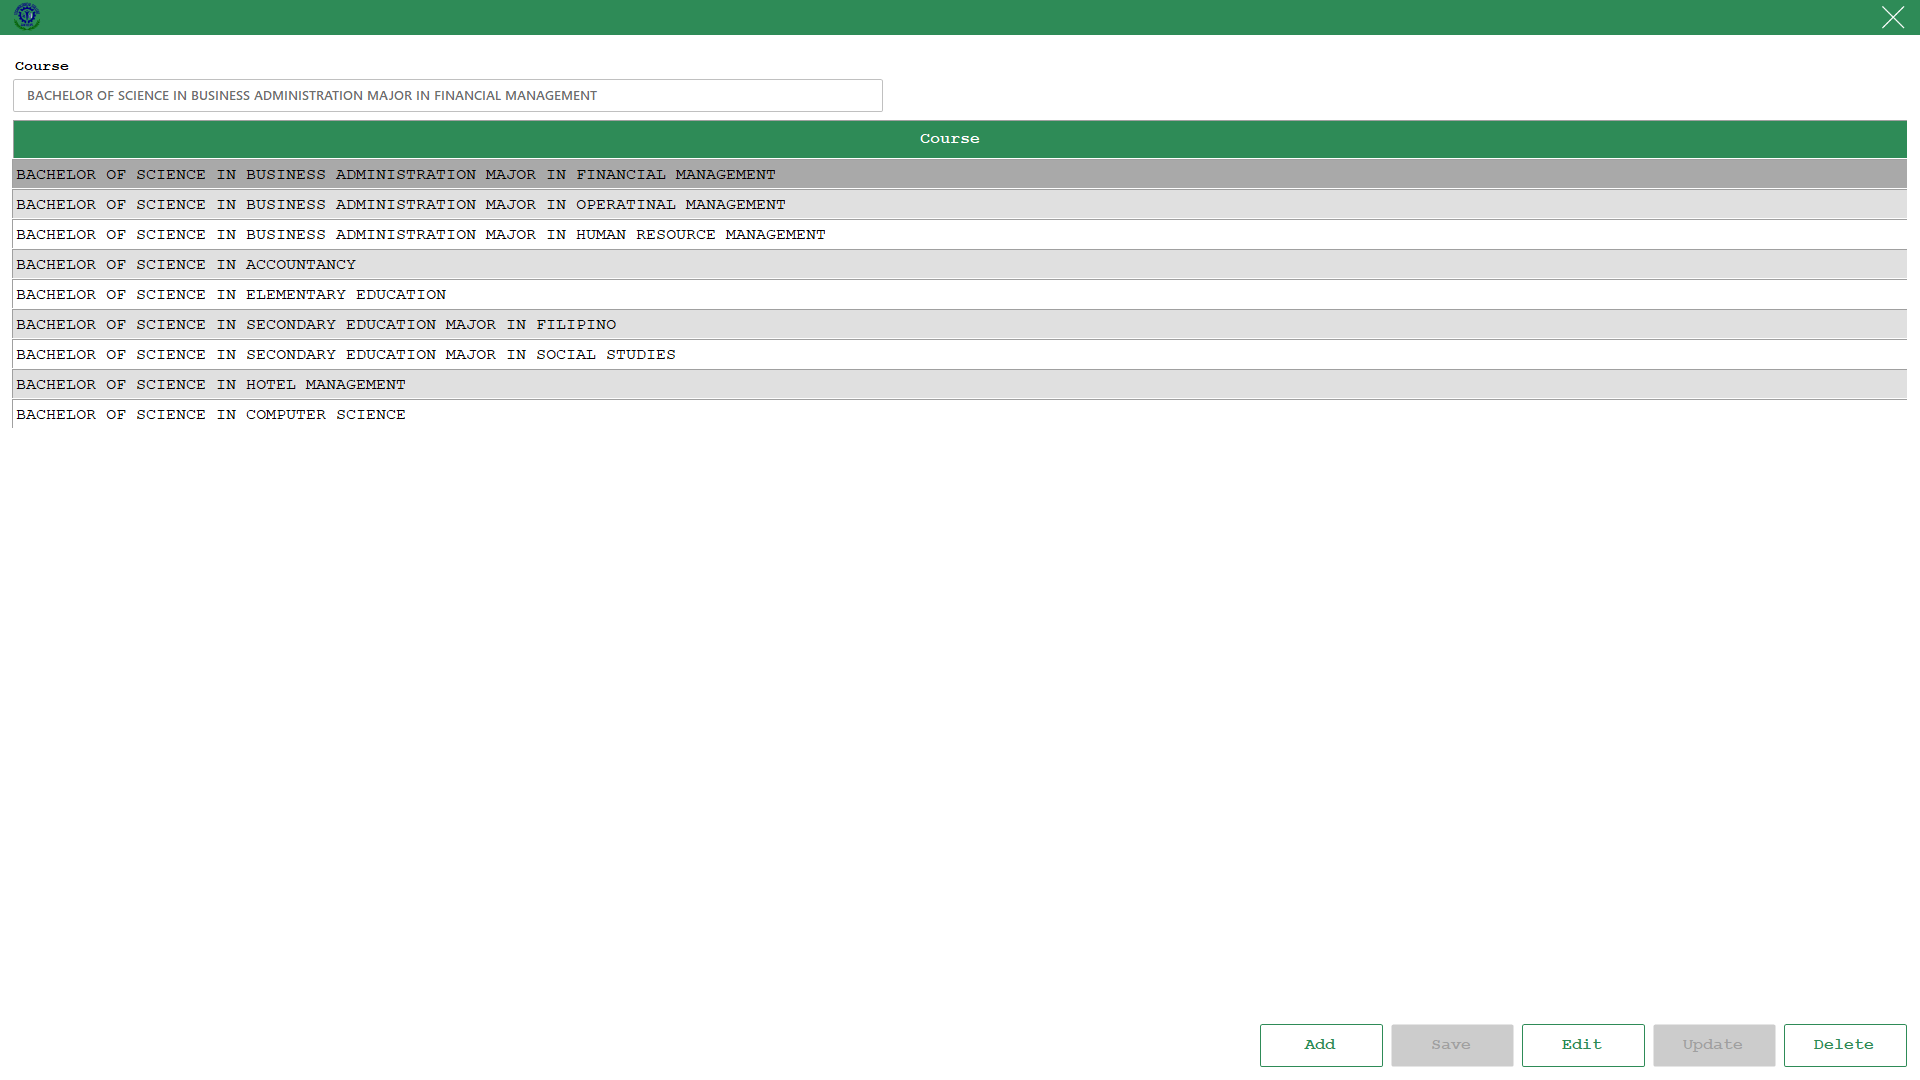 Course
BACHELOR OF SCIENCE IN BUSINESS ADMINISTRATION MAJOR IN FINANCIAL MANAGEMENT
Course
BACHELOR OF SCIENCE IN BUSINESS ADMINISTRATION MAJOR IN FINANCIAL MANAGEMENT
BACHELOR OF SCIENCE IN BUSINESS ADMINISTRATION MAJOR IN OPERATINAL MANAGEMENT
BACHELOR OF SCIENCE IN BUSINESS ADMINISTRATION MAJOR IN HUMAN RESOURCE MANAGEMENT
BACHELOR OF SCIENCE IN ACCOUNTANCY
BACHELOR OF SCIENCE IN ELEMENTARY EDUCATION
BACHELOR OF SCIENCE IN SECONDARY EDUCATION MAJOR IN FILIPINO
BACHELOR OF SCIENCE IN SECONDARY EDUCATION MAJOR IN SOCIAL STUDIES
BACHELOR OF SCIENCE IN HOTEL MANAGEMENT
BACHELOR OF SCIENCE IN COMPUTER SCIENCE
Add Save Edit Update Delete